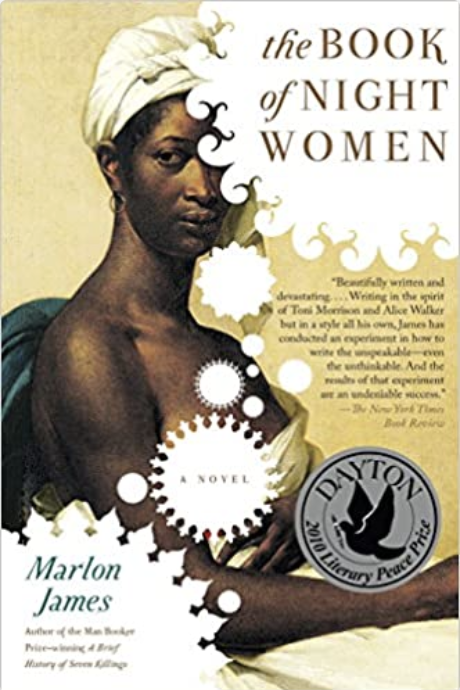 the BOOK
of NIGHT
WOMEN
"Beautifully written and
devastating. . . . Writing in the spirit
of Toni Morrison and Alice Walker
but in a style all his own, James has
conducted an experiment in how to
write the unspeakable—even
the unthinkable. And the
results of that experiment
are an undeniable success."
—The New York Times
Book Review
A NOVEL
DAYTON
2010 Literary Peace Prize
Marlon
James
Author of the Man Booker
Prize–winning A Brief
History of Seven Killings